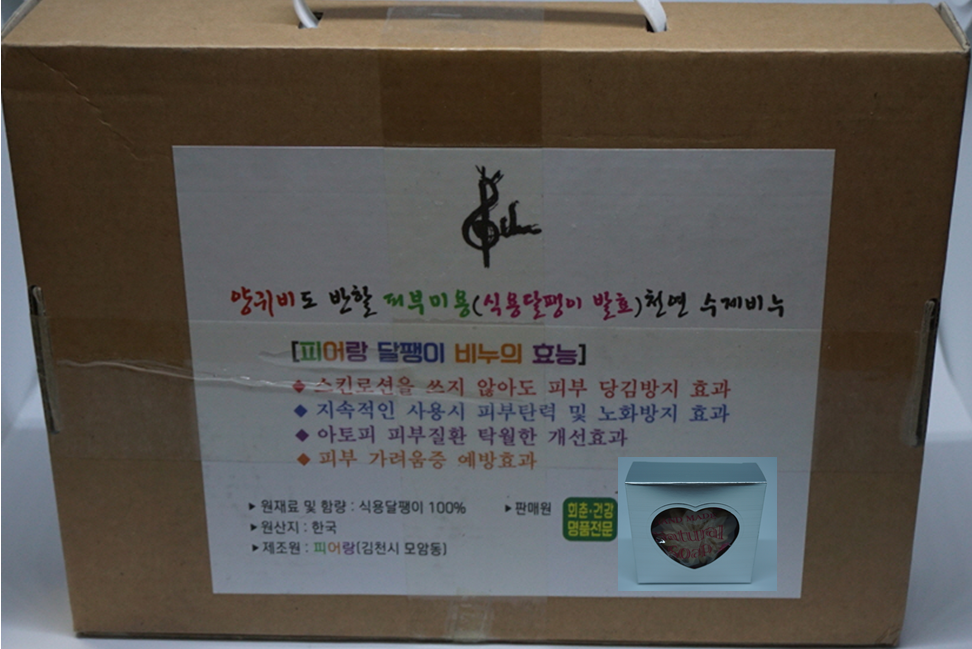 양귀비도 반할 피부미용(식용달팽이 발효)천연 수제비누
[피어랑 달팽이 비누의 효능]
◆ 스킨로션을 쓰지 않아도 피부 당김방지 효과
◆ 지속적인 사용시 피부탄력 및 노화방지 효과
◆ 아토피 피부질환 탁월한 개선효과
◆ 피부 가려움증 예방효과
▶원재료 및 함량 : 식용달팽이 100%
▶원산지 : 한국
▶제조원 : 피어랑(김천시 모암동)
▶판매원
회춘·건강
명품전문